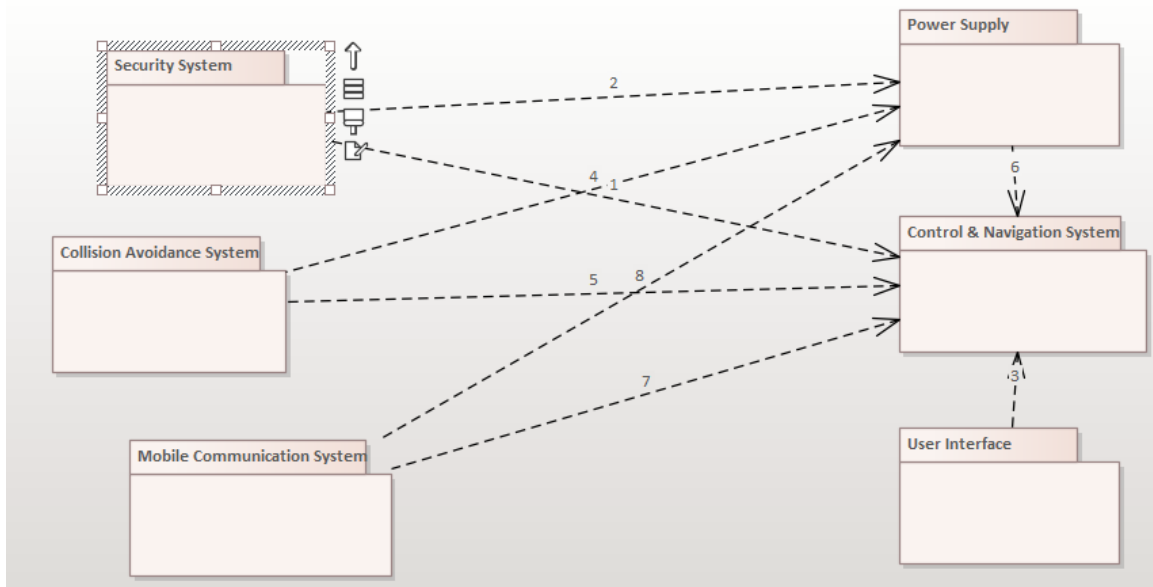 Power Supply
Security System
2
4
1
6
Control & Navigation System
Collision Avoidance System
8
5
7
3
User Interface
Mobile Communication System